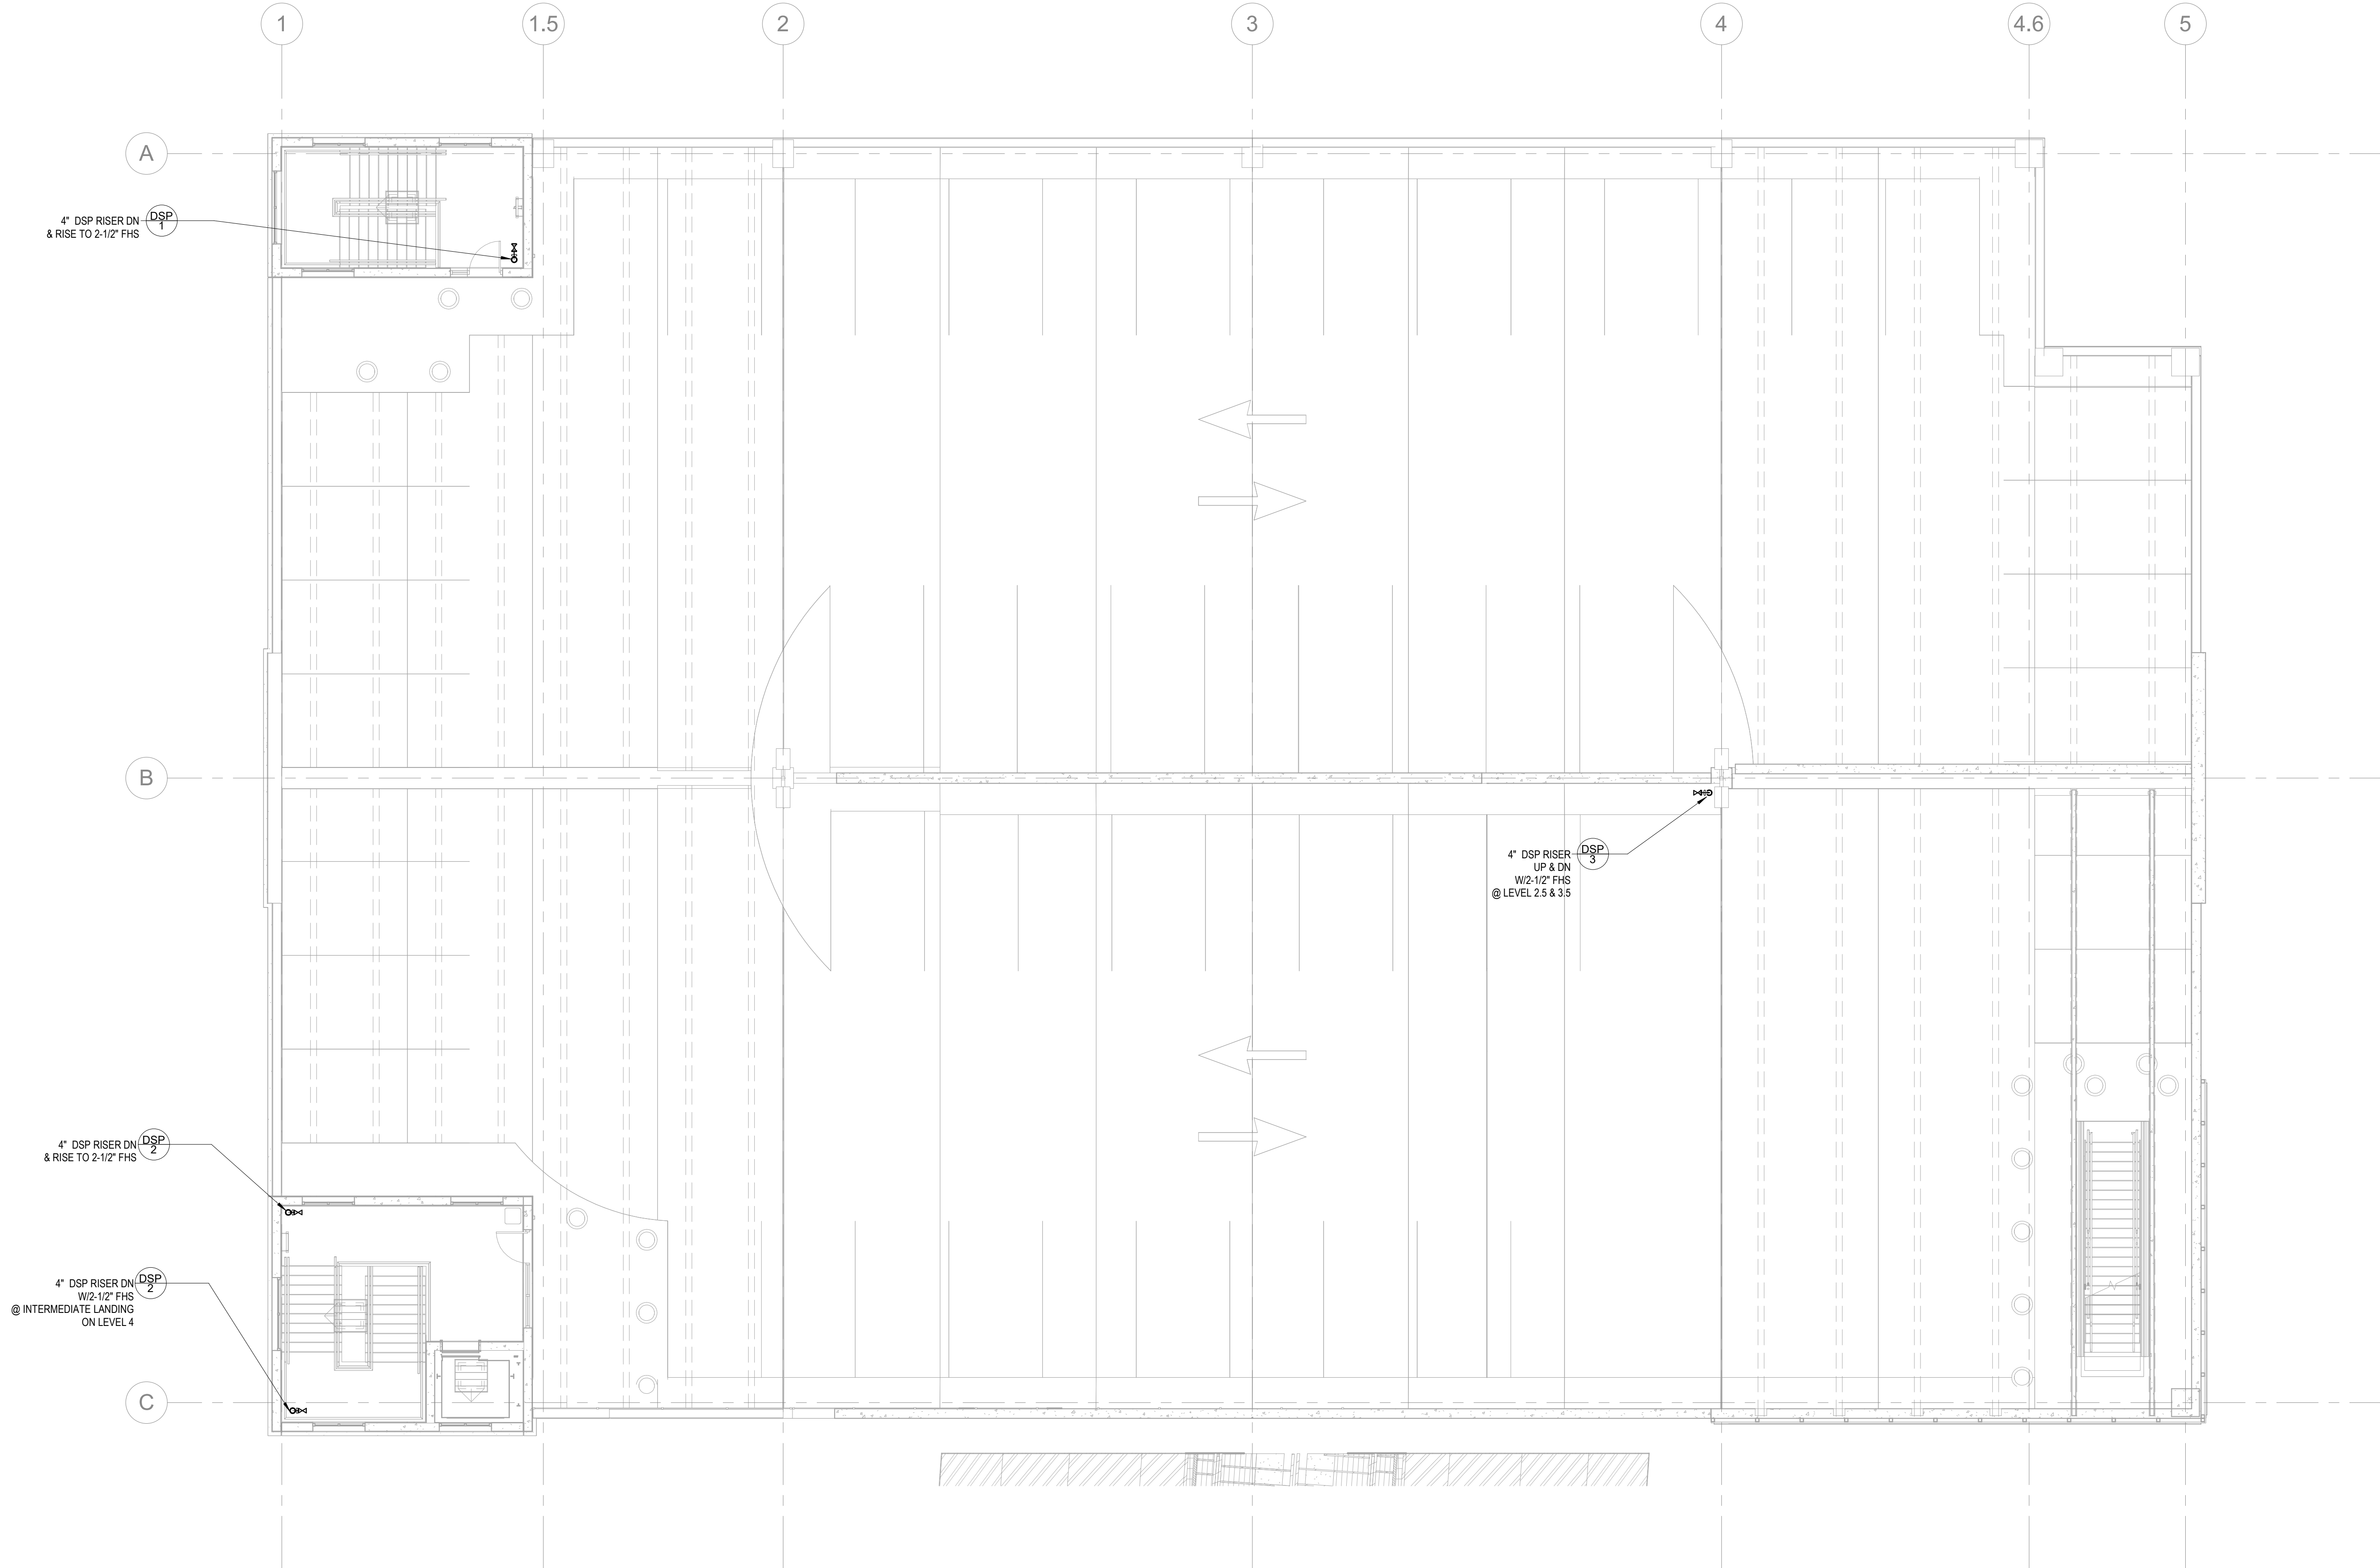 1
1.5
2
3
4
4.6
5
A
4" DSP RISER DN
& RISE TO 2-1/2" FHS
DSP
1
B
4" DSP RISER
UP & DN
W/2-1/2" FHS
@ LEVEL 2.5 & 3.5
DSP
3
4" DSP RISER DN
& RISE TO 2-1/2" FHS
DSP
2
4" DSP RISER DN
W/2-1/2" FHS
@ INTERMEDIATE LANDING
ON LEVEL 4
DSP
2
C